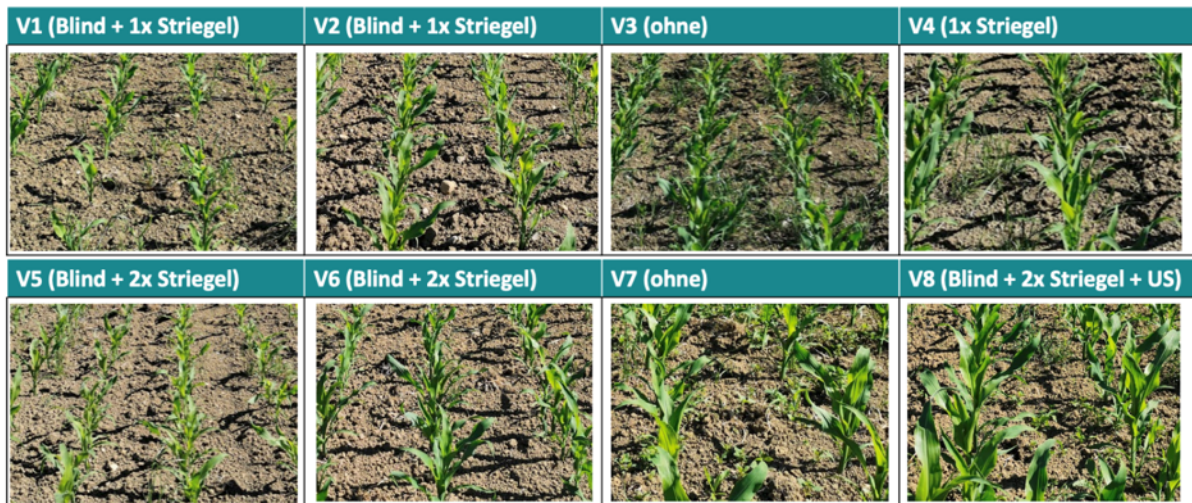 V1 (Blind + 1x Striegel)
V2 (Blind + 1x Striegel)
V3 (ohne)
V4 (1x Striegel)
V5 (Blind + 2x Striegel)
V6 (Blind + 2x Striegel)
V7 (ohne)
V8 (Blind + 2x Striegel + US)